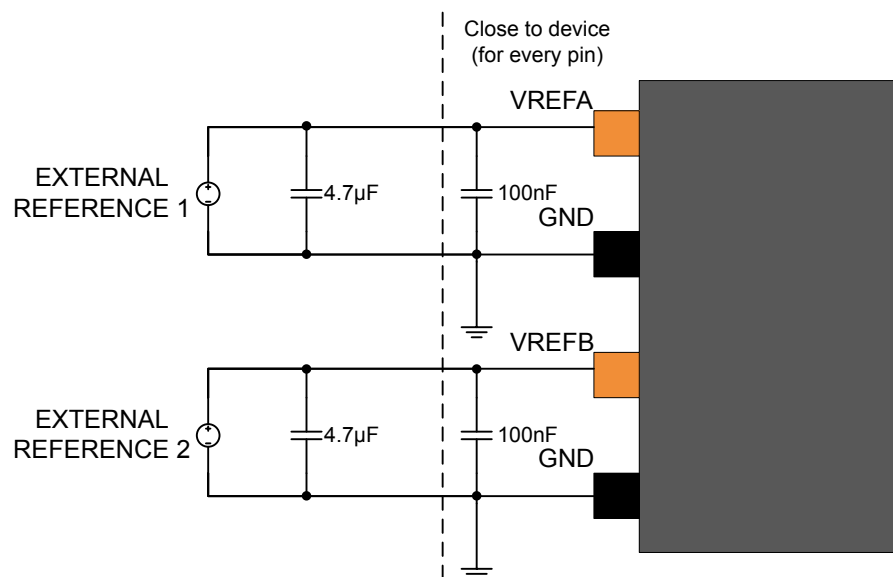 Close to device
(for every pin)
VREFA
EXTERNAL
REFERENCE 1
4.7µF
100nF
GND
VREFB
EXTERNAL
REFERENCE 2
4.7µF
100nF
GND